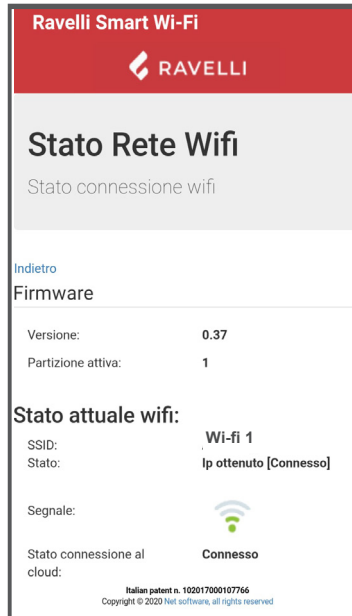 Ravelli Smart Wi-Fi
RAVELLI
Stato Rete Wifi
Stato connessione wifi
Indietro
Firmware
Versione: 0.37
Partizione attiva: 1
Stato attuale wifi:
SSID: Wi-fi 1
Stato: Ip ottenuto [Connesso]
Segnale:
Stato connessione al Connesso
cloud:
Italian patent n. 102017000107766
Copyright © 2020 Net software, all rights reserved